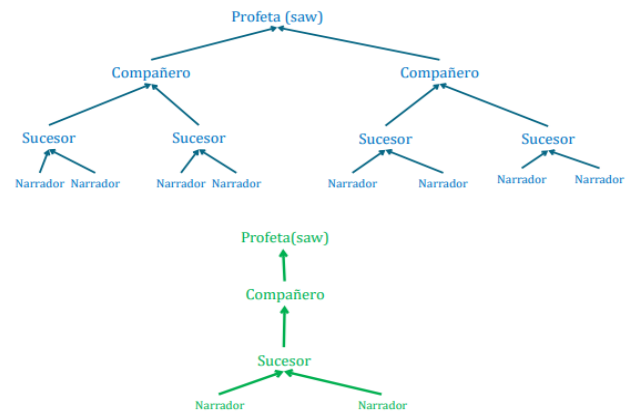 Profeta (saw)
Compañero Compañero
Sucesor Sucesor Sucesor Sucesor
Narrador Narrador Narrador Narrador Narrador Narrador Narrador Narrador
Profeta(saw)
Compañero
Sucesor
Narrador Narrador